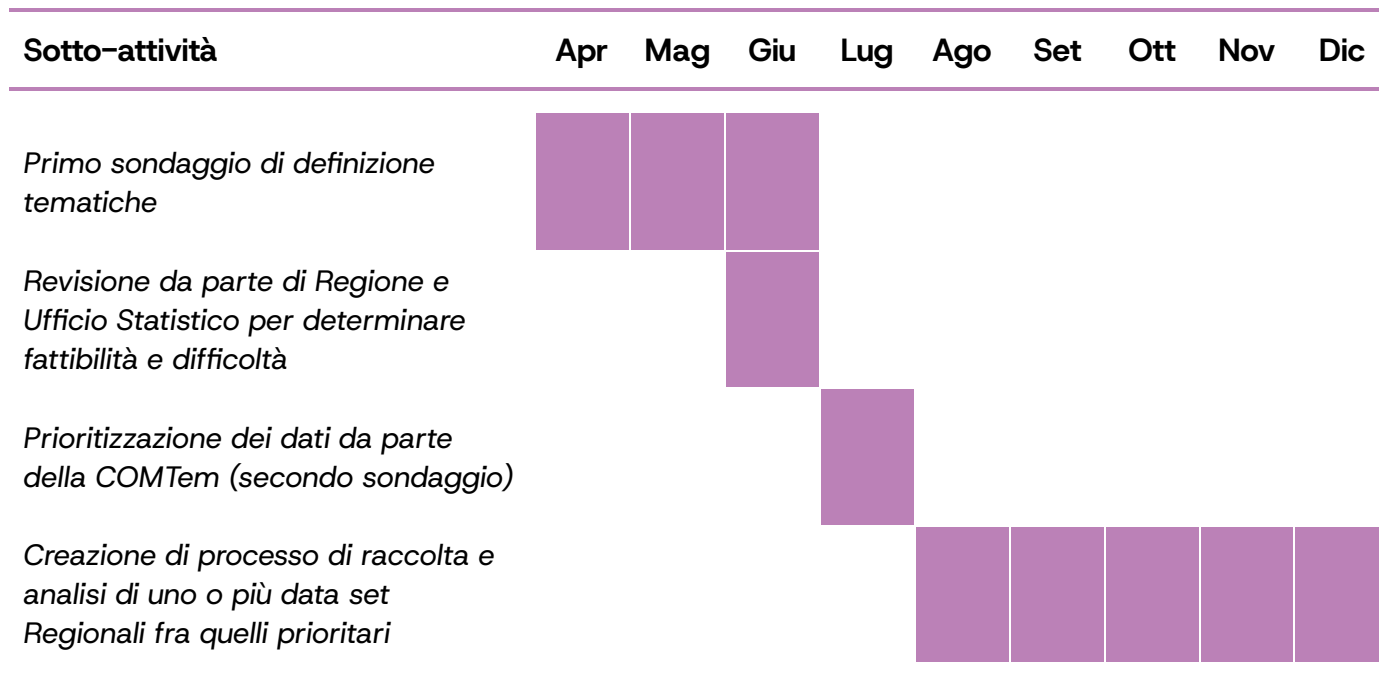 Sotto-attività Apr Mag Giu Lug Ago Set Ott Nov Dic
Primo sondaggio di definizione
tematiche
Revisione da parte di Regione e
Ufficio Statistico per determinare
fattibilità e difficoltà
Prioritizzazione dei dati da parte
della COMTem (secondo sondaggio)
Creazione di processo di raccolta e
analisi di uno o più data set
Regionali fra quelli prioritari